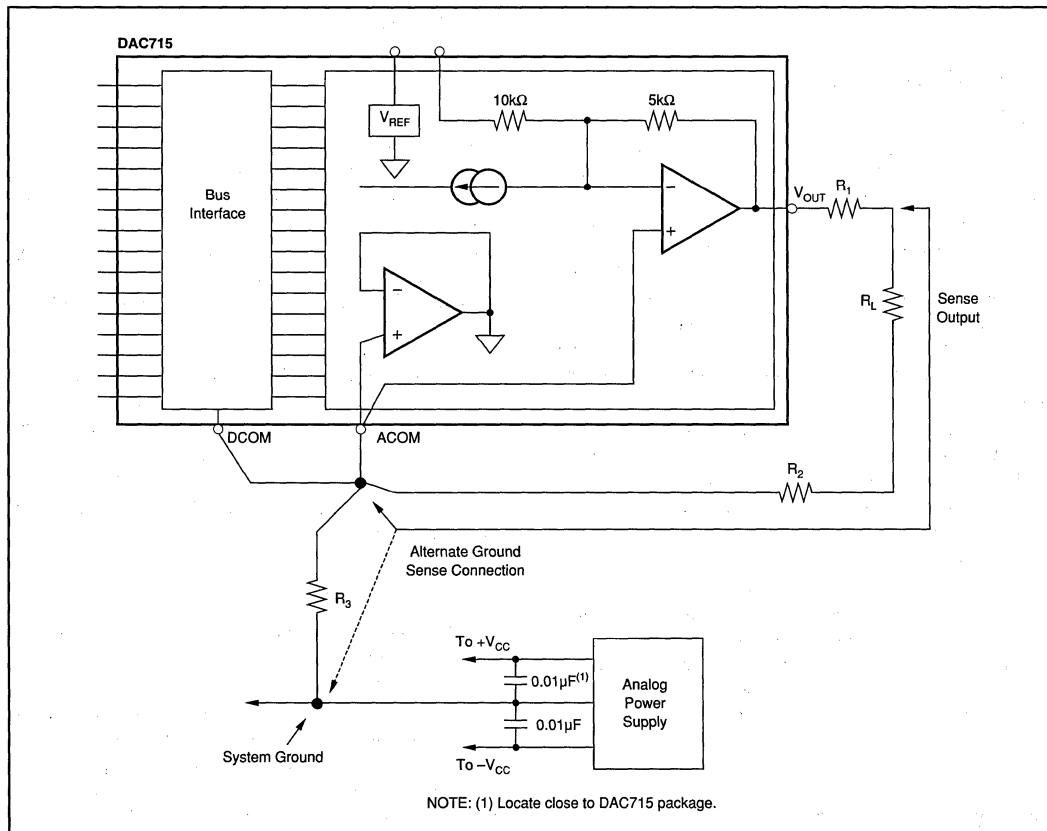 DAC715
10kΩ
5kΩ
V_REF
Bus
Interface
−
+
V_OUT
R_1
−
+
R_L
Sense
Output
DCOM
ACOM
R_2
Alternate Ground
Sense Connection
R_3
To +V_CC
0.01µF(1)
Analog
Power
Supply
0.01µF
System Ground
To −V_CC
NOTE: (1) Locate close to DAC715 package.